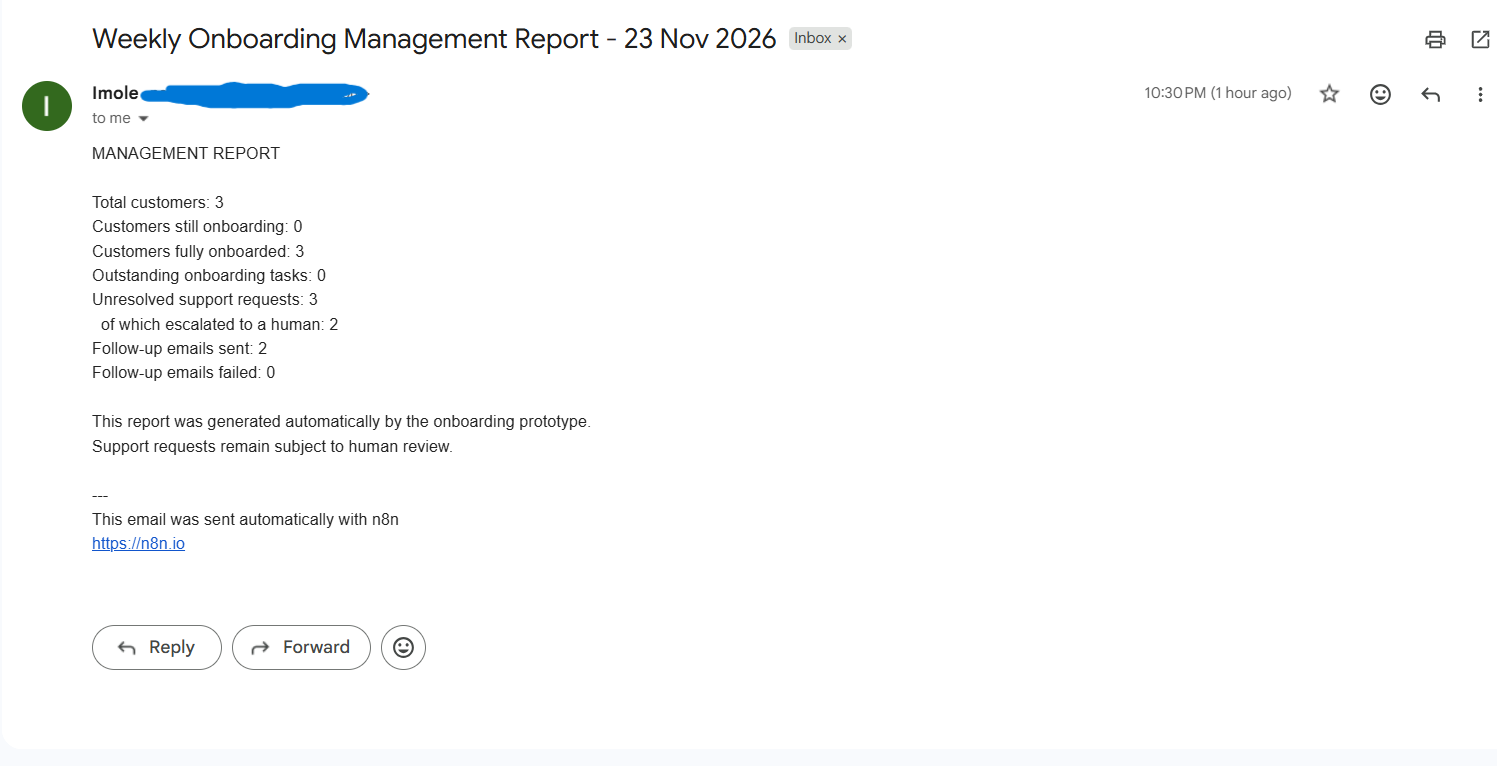 Weekly Onboarding Management Report - 23 Nov 2026 Inbox ×
I
Imole 10:30 PM (1 hour ago)
to me
MANAGEMENT REPORT
Total customers: 3
Customers still onboarding: 0
Customers fully onboarded: 3
Outstanding onboarding tasks: 0
Unresolved support requests: 3
of which escalated to a human: 2
Follow-up emails sent: 2
Follow-up emails failed: 0
This report was generated automatically by the onboarding prototype.
Support requests remain subject to human review.
---
This email was sent automatically with n8n
https://n8n.io
Reply Forward